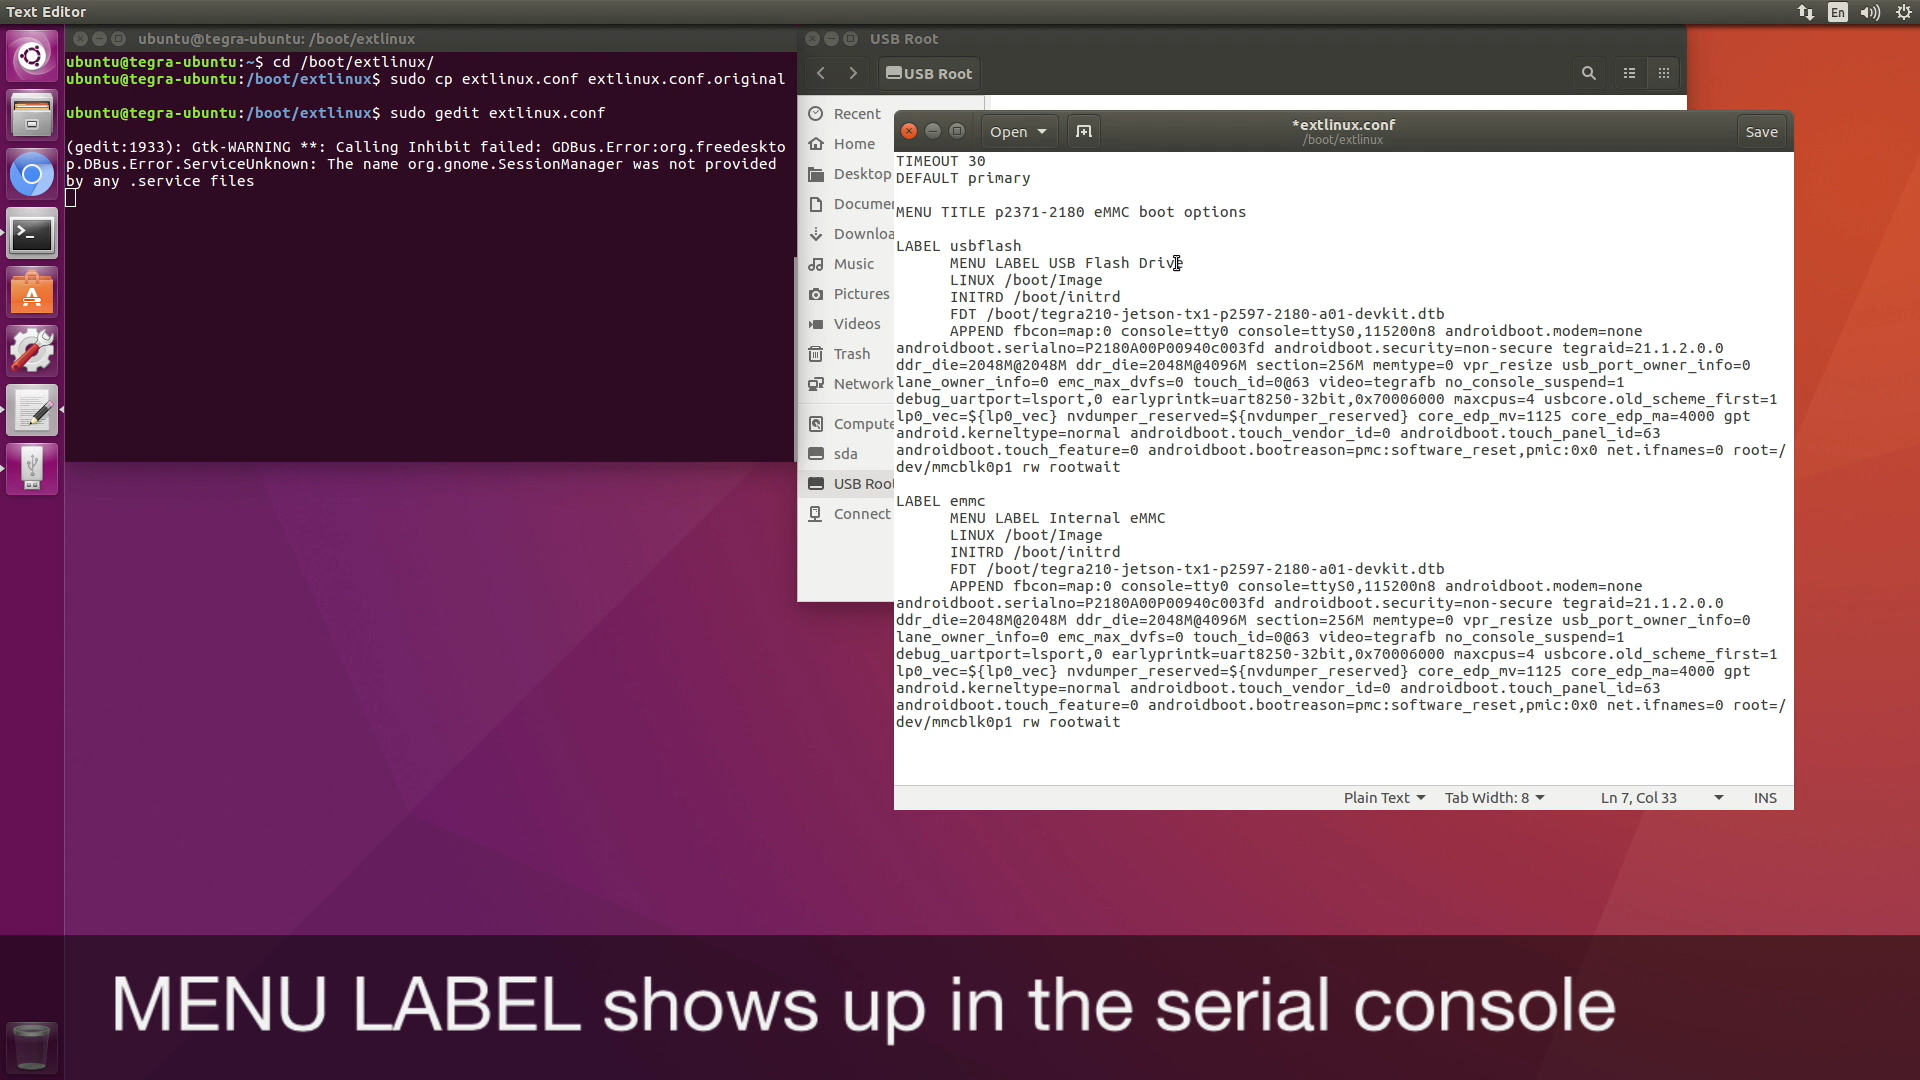 Text Editor
En
ubuntu@tegra-ubuntu: /boot/extlinux
ubuntu@tegra-ubuntu:~$ cd /boot/extlinux/
ubuntu@tegra-ubuntu:/boot/extlinux$ sudo cp extlinux.conf extlinux.conf.original
ubuntu@tegra-ubuntu:/boot/extlinux$ sudo gedit extlinux.conf
(gedit:1933): Gtk-WARNING **: Calling Inhibit failed: GDBus.Error:org.freedeskto
p.DBus.Error.ServiceUnknown: The name org.gnome.SessionManager was not provided
by any .service files
USB Root
USB Root
Recent
Home
Desktop
Docume
Downloa
Music
Pictures
Videos
Trash
Network
Compute
sda
USB Root
Connect
Open
*extlinux.conf
/boot/extlinux
Save
TIMEOUT 30
DEFAULT primary
MENU TITLE p2371-2180 eMMC boot options
LABEL usbflash
MENU LABEL USB Flash Drive
LINUX /boot/Image
INITRD /boot/initrd
FDT /boot/tegra210-jetson-tx1-p2597-2180-a01-devkit.dtb
APPEND fbcon=map:0 console=tty0 console=ttyS0,115200n8 androidboot.modem=none
androidboot.serialno=P2180A00P00940c003fd androidboot.security=non-secure tegraid=21.1.2.0.0
ddr_die=2048M@2048M ddr_die=2048M@4096M section=256M memtype=0 vpr_resize usb_port_owner_info=0
lane_owner_info=0 emc_max_dvfs=0 touch_id=0@63 video=tegrafb no_console_suspend=1
debug_uartport=lsport,0 earlyprintk=uart8250-32bit,0x70006000 maxcpus=4 usbcore.old_scheme_first=1
lp0_vec=${lp0_vec} nvdumper_reserved=${nvdumper_reserved} core_edp_mv=1125 core_edp_ma=4000 gpt
android.kerneltype=normal androidboot.touch_vendor_id=0 androidboot.touch_panel_id=63
androidboot.touch_feature=0 androidboot.bootreason=pmc:software_reset,pmic:0x0 net.ifnames=0 root=/
dev/mmcblk0p1 rw rootwait
LABEL emmc
MENU LABEL Internal eMMC
LINUX /boot/Image
INITRD /boot/initrd
FDT /boot/tegra210-jetson-tx1-p2597-2180-a01-devkit.dtb
APPEND fbcon=map:0 console=tty0 console=ttyS0,115200n8 androidboot.modem=none
androidboot.serialno=P2180A00P00940c003fd androidboot.security=non-secure tegraid=21.1.2.0.0
ddr_die=2048M@2048M ddr_die=2048M@4096M section=256M memtype=0 vpr_resize usb_port_owner_info=0
lane_owner_info=0 emc_max_dvfs=0 touch_id=0@63 video=tegrafb no_console_suspend=1
debug_uartport=lsport,0 earlyprintk=uart8250-32bit,0x70006000 maxcpus=4 usbcore.old_scheme_first=1
lp0_vec=${lp0_vec} nvdumper_reserved=${nvdumper_reserved} core_edp_mv=1125 core_edp_ma=4000 gpt
android.kerneltype=normal androidboot.touch_vendor_id=0 androidboot.touch_panel_id=63
androidboot.touch_feature=0 androidboot.bootreason=pmc:software_reset,pmic:0x0 net.ifnames=0 root=/
dev/mmcblk0p1 rw rootwait
Plain Text
Tab Width: 8
Ln 7, Col 33
INS
MENU LABEL shows up in the serial console